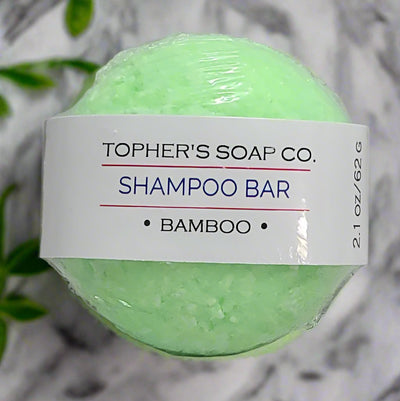 TOPHER'S SOAP CO.
SHAMPOO BAR
• BAMBOO •
2.1 OZ/62 G